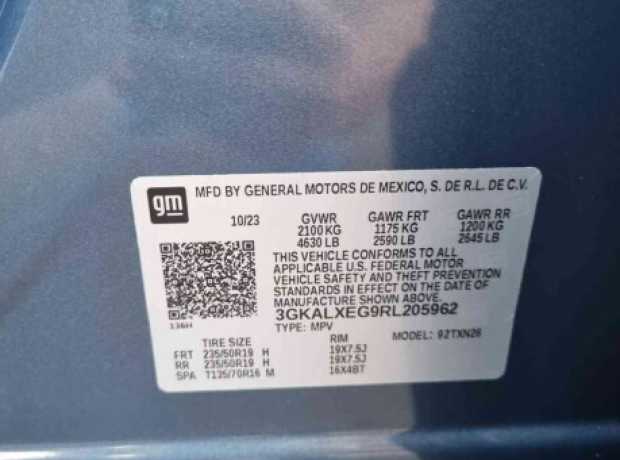 gm
MFD BY GENERAL MOTORS DE MEXICO, S. DE R.L. DE C.V.
10/23 GVWR GAWR FRT GAWR RR
2100 KG 1175 KG 1200 KG
4630 LB 2590 LB 2645 LB
THIS VEHICLE CONFORMS TO ALL
APPLICABLE U.S. FEDERAL MOTOR
VEHICLE SAFETY AND THEFT PREVENTION
STANDARDS IN EFFECT ON THE DATE OF
MANUFACTURE SHOWN ABOVE.
3GKALXEG9RL205962
TYPE: MPV MODEL: 92TXN26
136H
TIRE SIZE RIM
FRT 235/50R19 H 19X7.5J
RR 235/50R19 H 19X7.5J
SPA T135/70R16 M 16X4BT